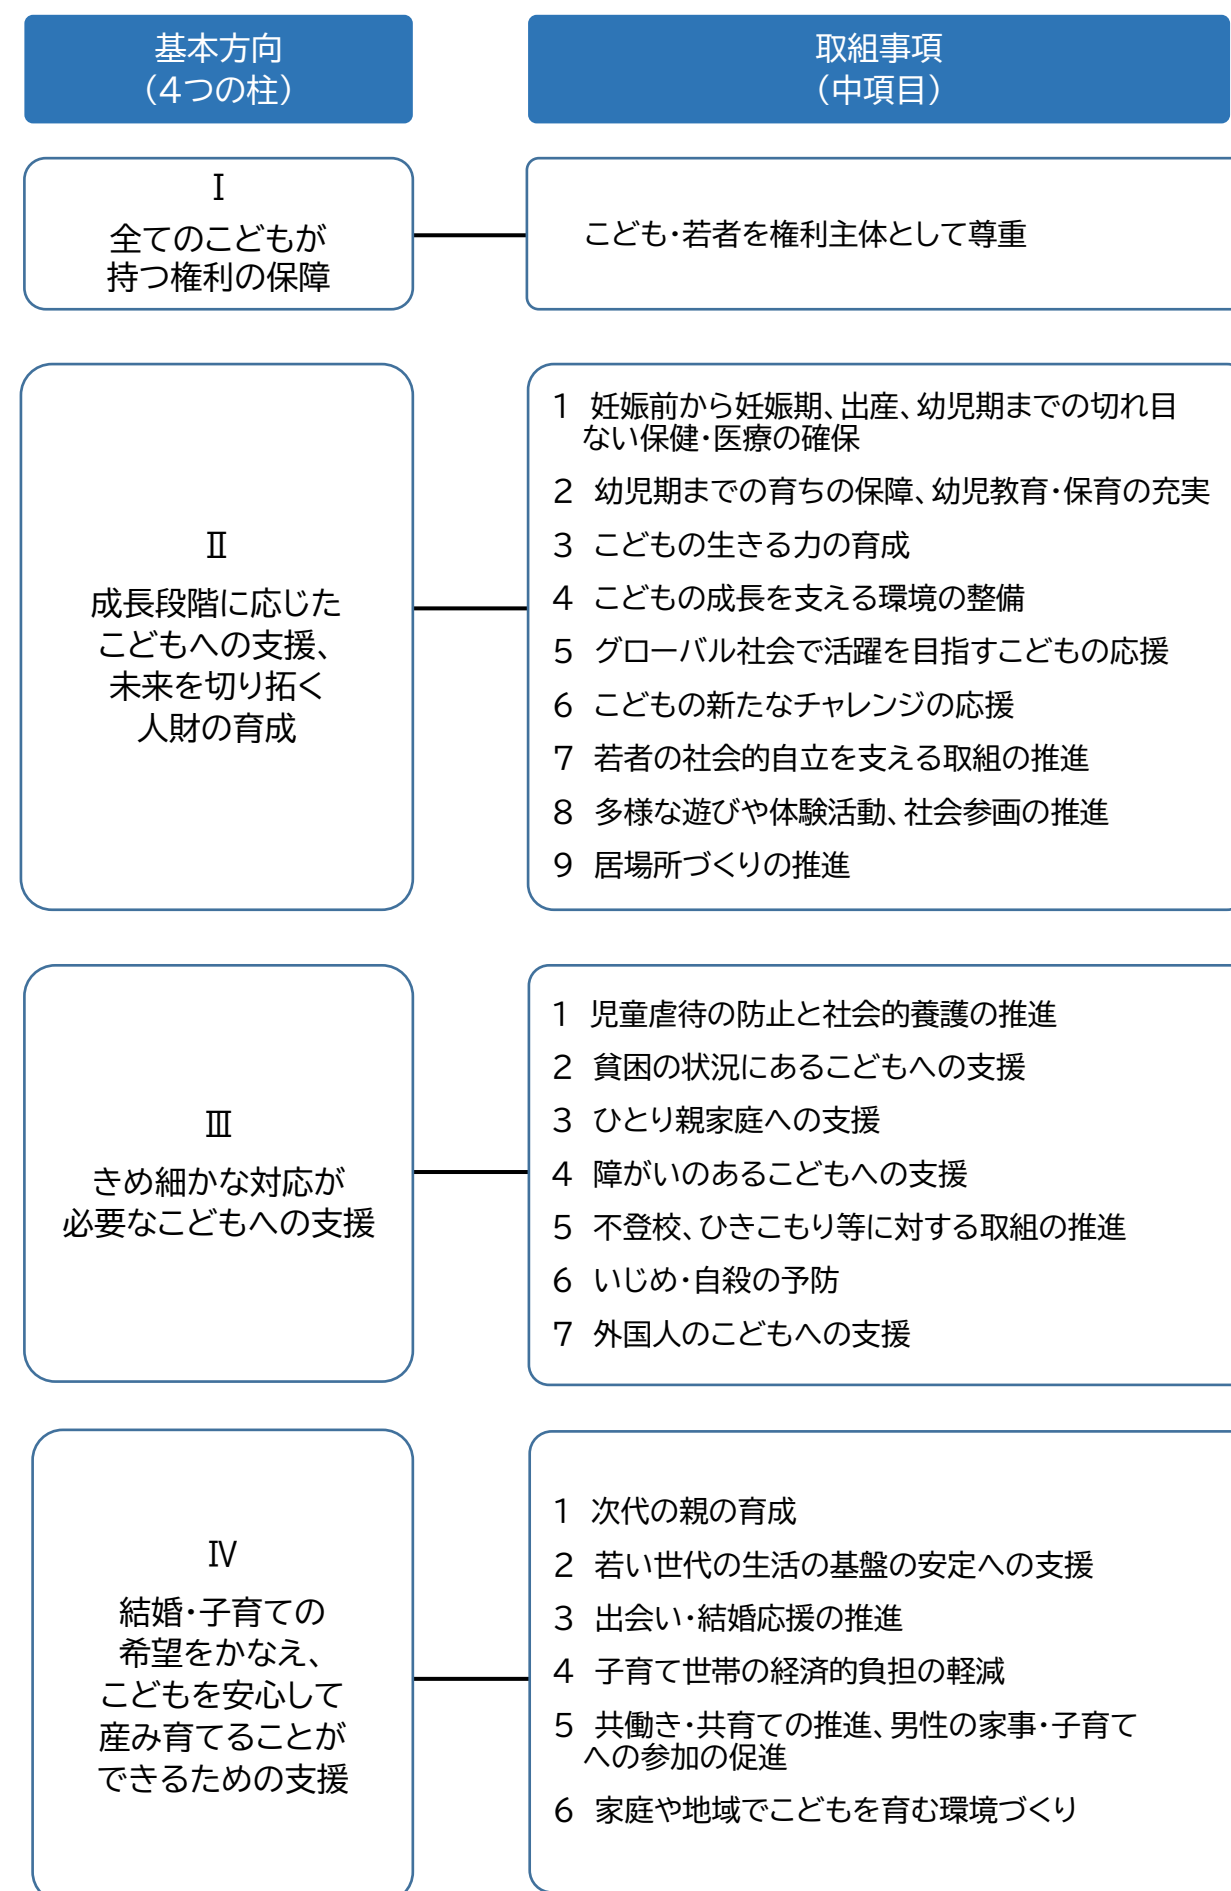 基本方向
（4つの柱）
取組事項
（中項目）
Ⅰ
全てのこどもが
持つ権利の保障
こども・若者を権利主体として尊重
Ⅱ
成長段階に応じた
こどもへの支援、
未来を切り拓く
人財の育成
1 妊娠前から妊娠期、出産、幼児期までの切れ目
ない保健・医療の確保
2 幼児期までの育ちの保障、幼児教育・保育の充実
3 こどもの生きる力の育成
4 こどもの成長を支える環境の整備
5 グローバル社会で活躍を目指すこどもの応援
6 こどもの新たなチャレンジの応援
7 若者の社会的自立を支える取組の推進
8 多様な遊びや体験活動、社会参画の推進
9 居場所づくりの推進
Ⅲ
きめ細かな対応が
必要なこどもへの支援
1 児童虐待の防止と社会的養護の推進
2 貧困の状況にあるこどもへの支援
3 ひとり親家庭への支援
4 障がいのあるこどもへの支援
5 不登校、ひきこもり等に対する取組の推進
6 いじめ・自殺の予防
7 外国人のこどもへの支援
Ⅳ
結婚・子育ての
希望をかなえ、
こどもを安心して
産み育てることが
できるための支援
1 次代の親の育成
2 若い世代の生活の基盤の安定への支援
3 出会い・結婚応援の推進
4 子育て世帯の経済的負担の軽減
5 共働き・共育ての推進、男性の家事・子育て
への参加の促進
6 家庭や地域でこどもを育む環境づくり